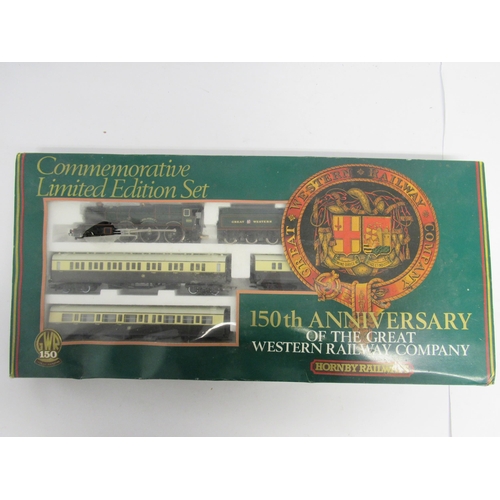 Commemorative
Limited Edition Set
GREAT WESTERN RAILWAY COMPANY
GREAT WESTERN
150th ANNIVERSARY
OF THE GREAT
WESTERN RAILWAY COMPANY
HORNBY RAILWAYS
GWR
150